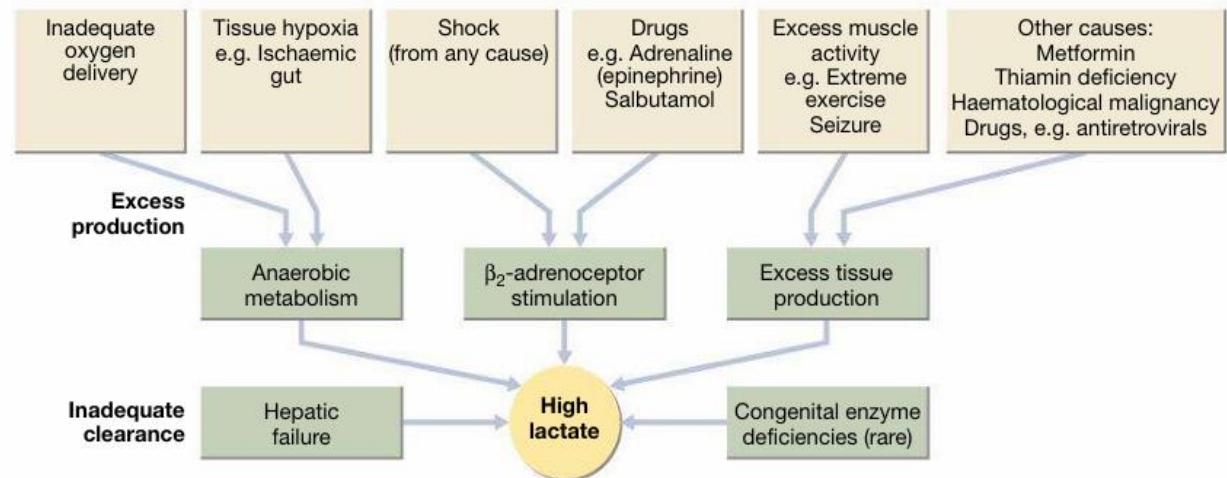 Inadequate
oxygen
delivery
Tissue hypoxia
e.g. Ischaemic
gut
Shock
(from any cause)
Drugs
e.g. Adrenaline
(epinephrine)
Salbutamol
Excess muscle
activity
e.g. Extreme
exercise
Seizure
Other causes:
Metformin
Thiamin deficiency
Haematological malignancy
Drugs, e.g. antiretrovirals
Excess
production
Anaerobic
metabolism
β₂-adrenoceptor
stimulation
Excess tissue
production
Inadequate
clearance
Hepatic
failure
High
lactate
Congenital enzyme
deficiencies (rare)